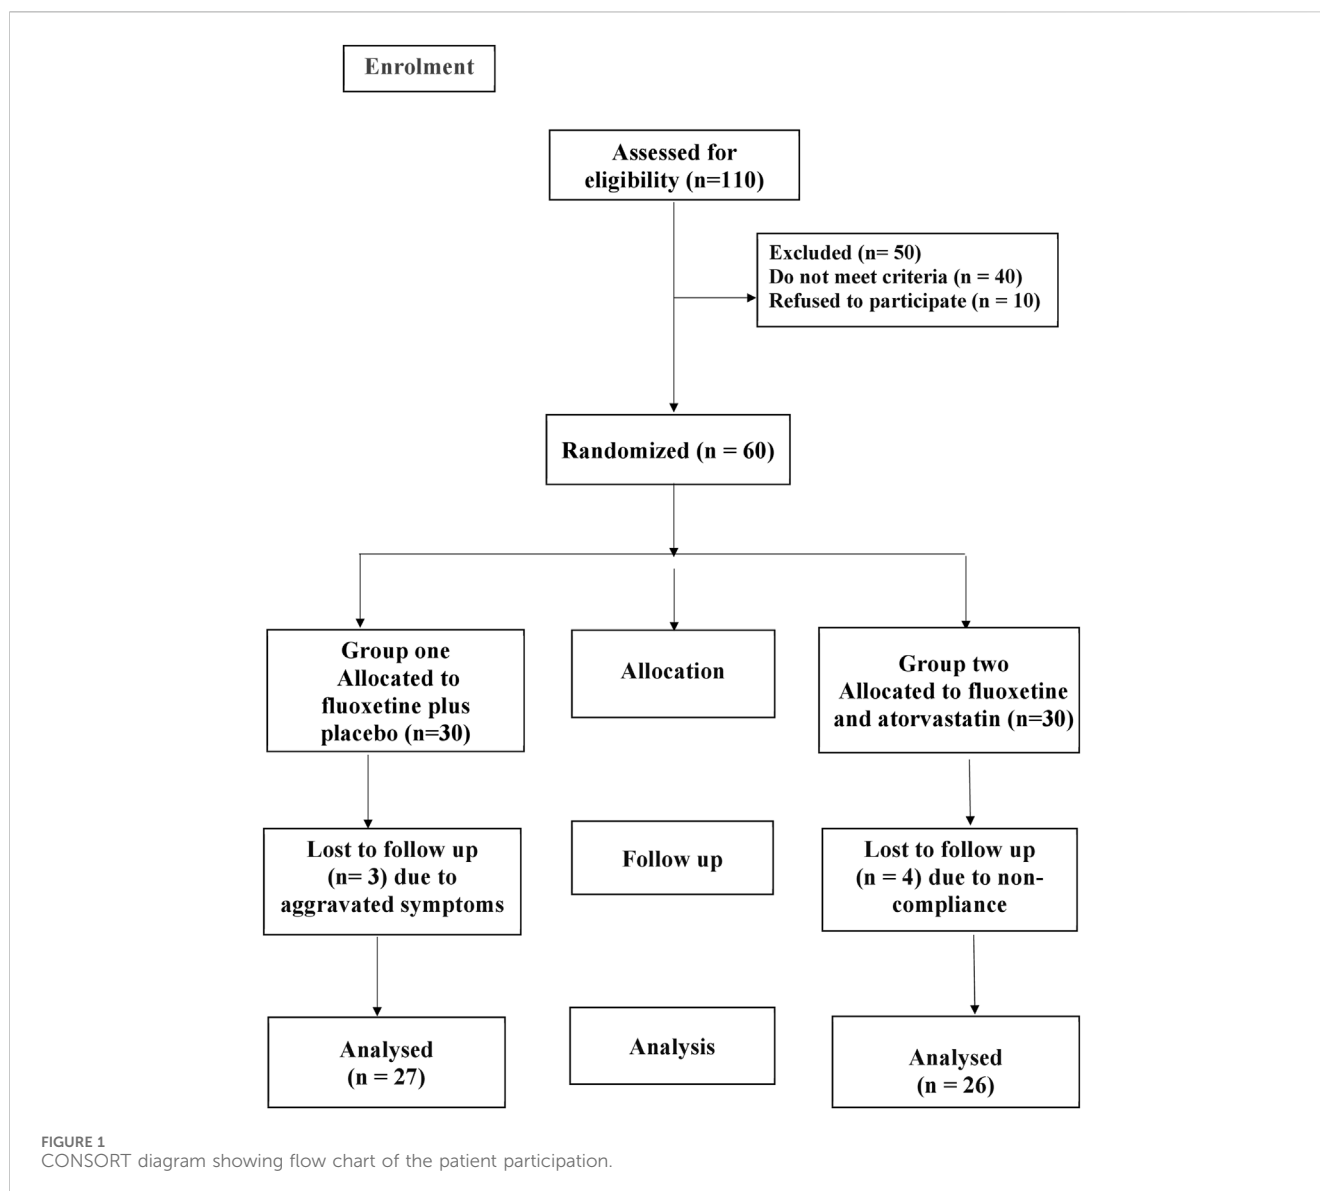 Enrolment
Assessed for
eligibility (n=110)
Excluded (n= 50)
Do not meet criteria (n = 40)
Refused to participate (n = 10)
Randomized (n = 60)
Group one
Allocated to
fluoxetine plus
placebo (n=30)
Allocation
Group two
Allocated to fluoxetine
and atorvastatin (n=30)
Lost to follow up
(n= 3) due to
aggravated symptoms
Follow up
Lost to follow up
(n = 4) due to non-
compliance
Analysed
(n = 27)
Analysis
Analysed
(n = 26)
FIGURE 1
CONSORT diagram showing flow chart of the patient participation.